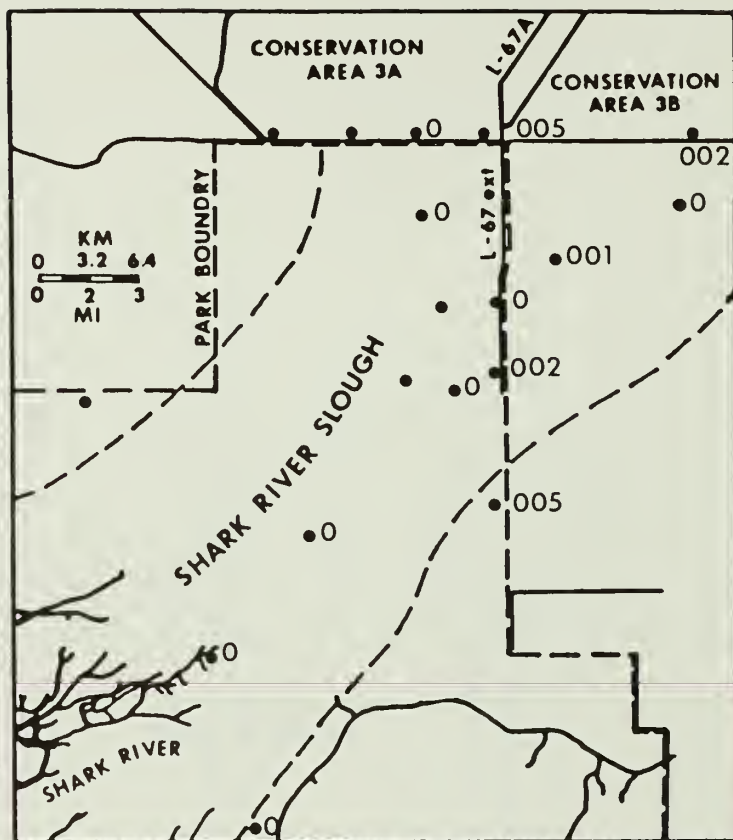 CONSERVATION
AREA 3A
L-67A
CONSERVATION
AREA 3B
0
005
002
PARK BOUNDRY
L-67 ext
0
0
001
KM
0 3.2 6.4
0 2 3
MI
0
002
0
SHARK RIVER SLOUGH
005
0
0
SHARK RIVER
0